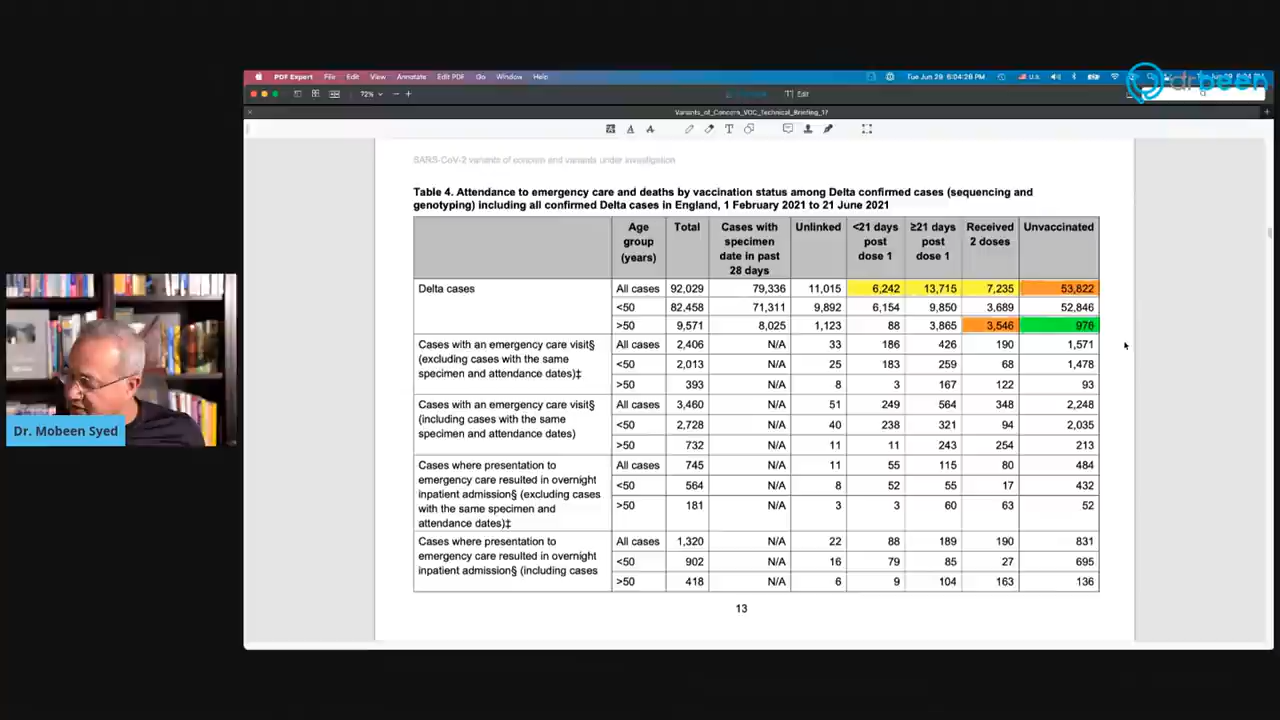 PDF Expert File Edit View Annotate Edit PDF Go Window Help
U.S. Tue Jun 29 6:04:28 PM
drbeen
72% Edit
Variants_of_Concern_VOC_Technical_Briefing_17
SARS-CoV-2 variants of concern and variants under investigation
Table 4. Attendance to emergency care and deaths by vaccination status among Delta confirmed cases (sequencing and
genotyping) including all confirmed Delta cases in England, 1 February 2021 to 21 June 2021
Age group (years) Total Cases with specimen date in past 28 days Unlinked <21 days post dose 1 ≥21 days post dose 1 Received 2 doses Unvaccinated
Delta cases All cases 92,029 79,336 11,015 6,242 13,715 7,235 53,822
<50 82,458 71,311 9,892 6,154 9,850 3,689 52,846
>50 9,571 8,025 1,123 88 3,865 3,546 976
Cases with an emergency care visit§ All cases 2,406 N/A 33 186 426 190 1,571
(excluding cases with the same <50 2,013 N/A 25 183 259 68 1,478
specimen and attendance dates)‡ >50 393 N/A 8 3 167 122 93
Cases with an emergency care visit§ All cases 3,460 N/A 51 249 564 348 2,248
(including cases with the same <50 2,728 N/A 40 238 321 94 2,035
specimen and attendance dates) >50 732 N/A 11 11 243 254 213
Cases where presentation to All cases 745 N/A 11 55 115 80 484
emergency care resulted in overnight <50 564 N/A 8 52 55 17 432
inpatient admission§ (excluding cases
with the same specimen and >50 181 N/A 3 3 60 63 52
attendance dates)‡
Cases where presentation to All cases 1,320 N/A 22 88 189 190 831
emergency care resulted in overnight <50 902 N/A 16 79 85 27 695
inpatient admission§ (including cases >50 418 N/A 6 9 104 163 136
13
Dr. Mobeen Syed